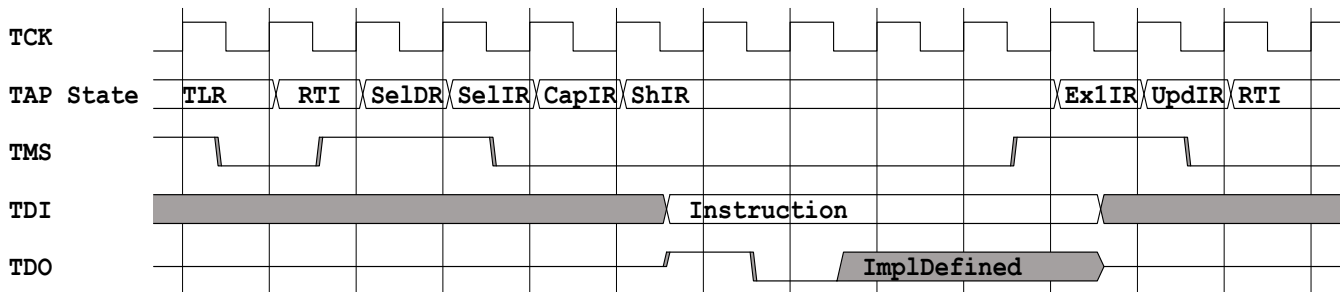 TCK
TAP State TLR RTI SelDR SelIR CapIR ShIR Ex1IR UpdIR RTI
TMS
TDI Instruction
TDO ImplDefined